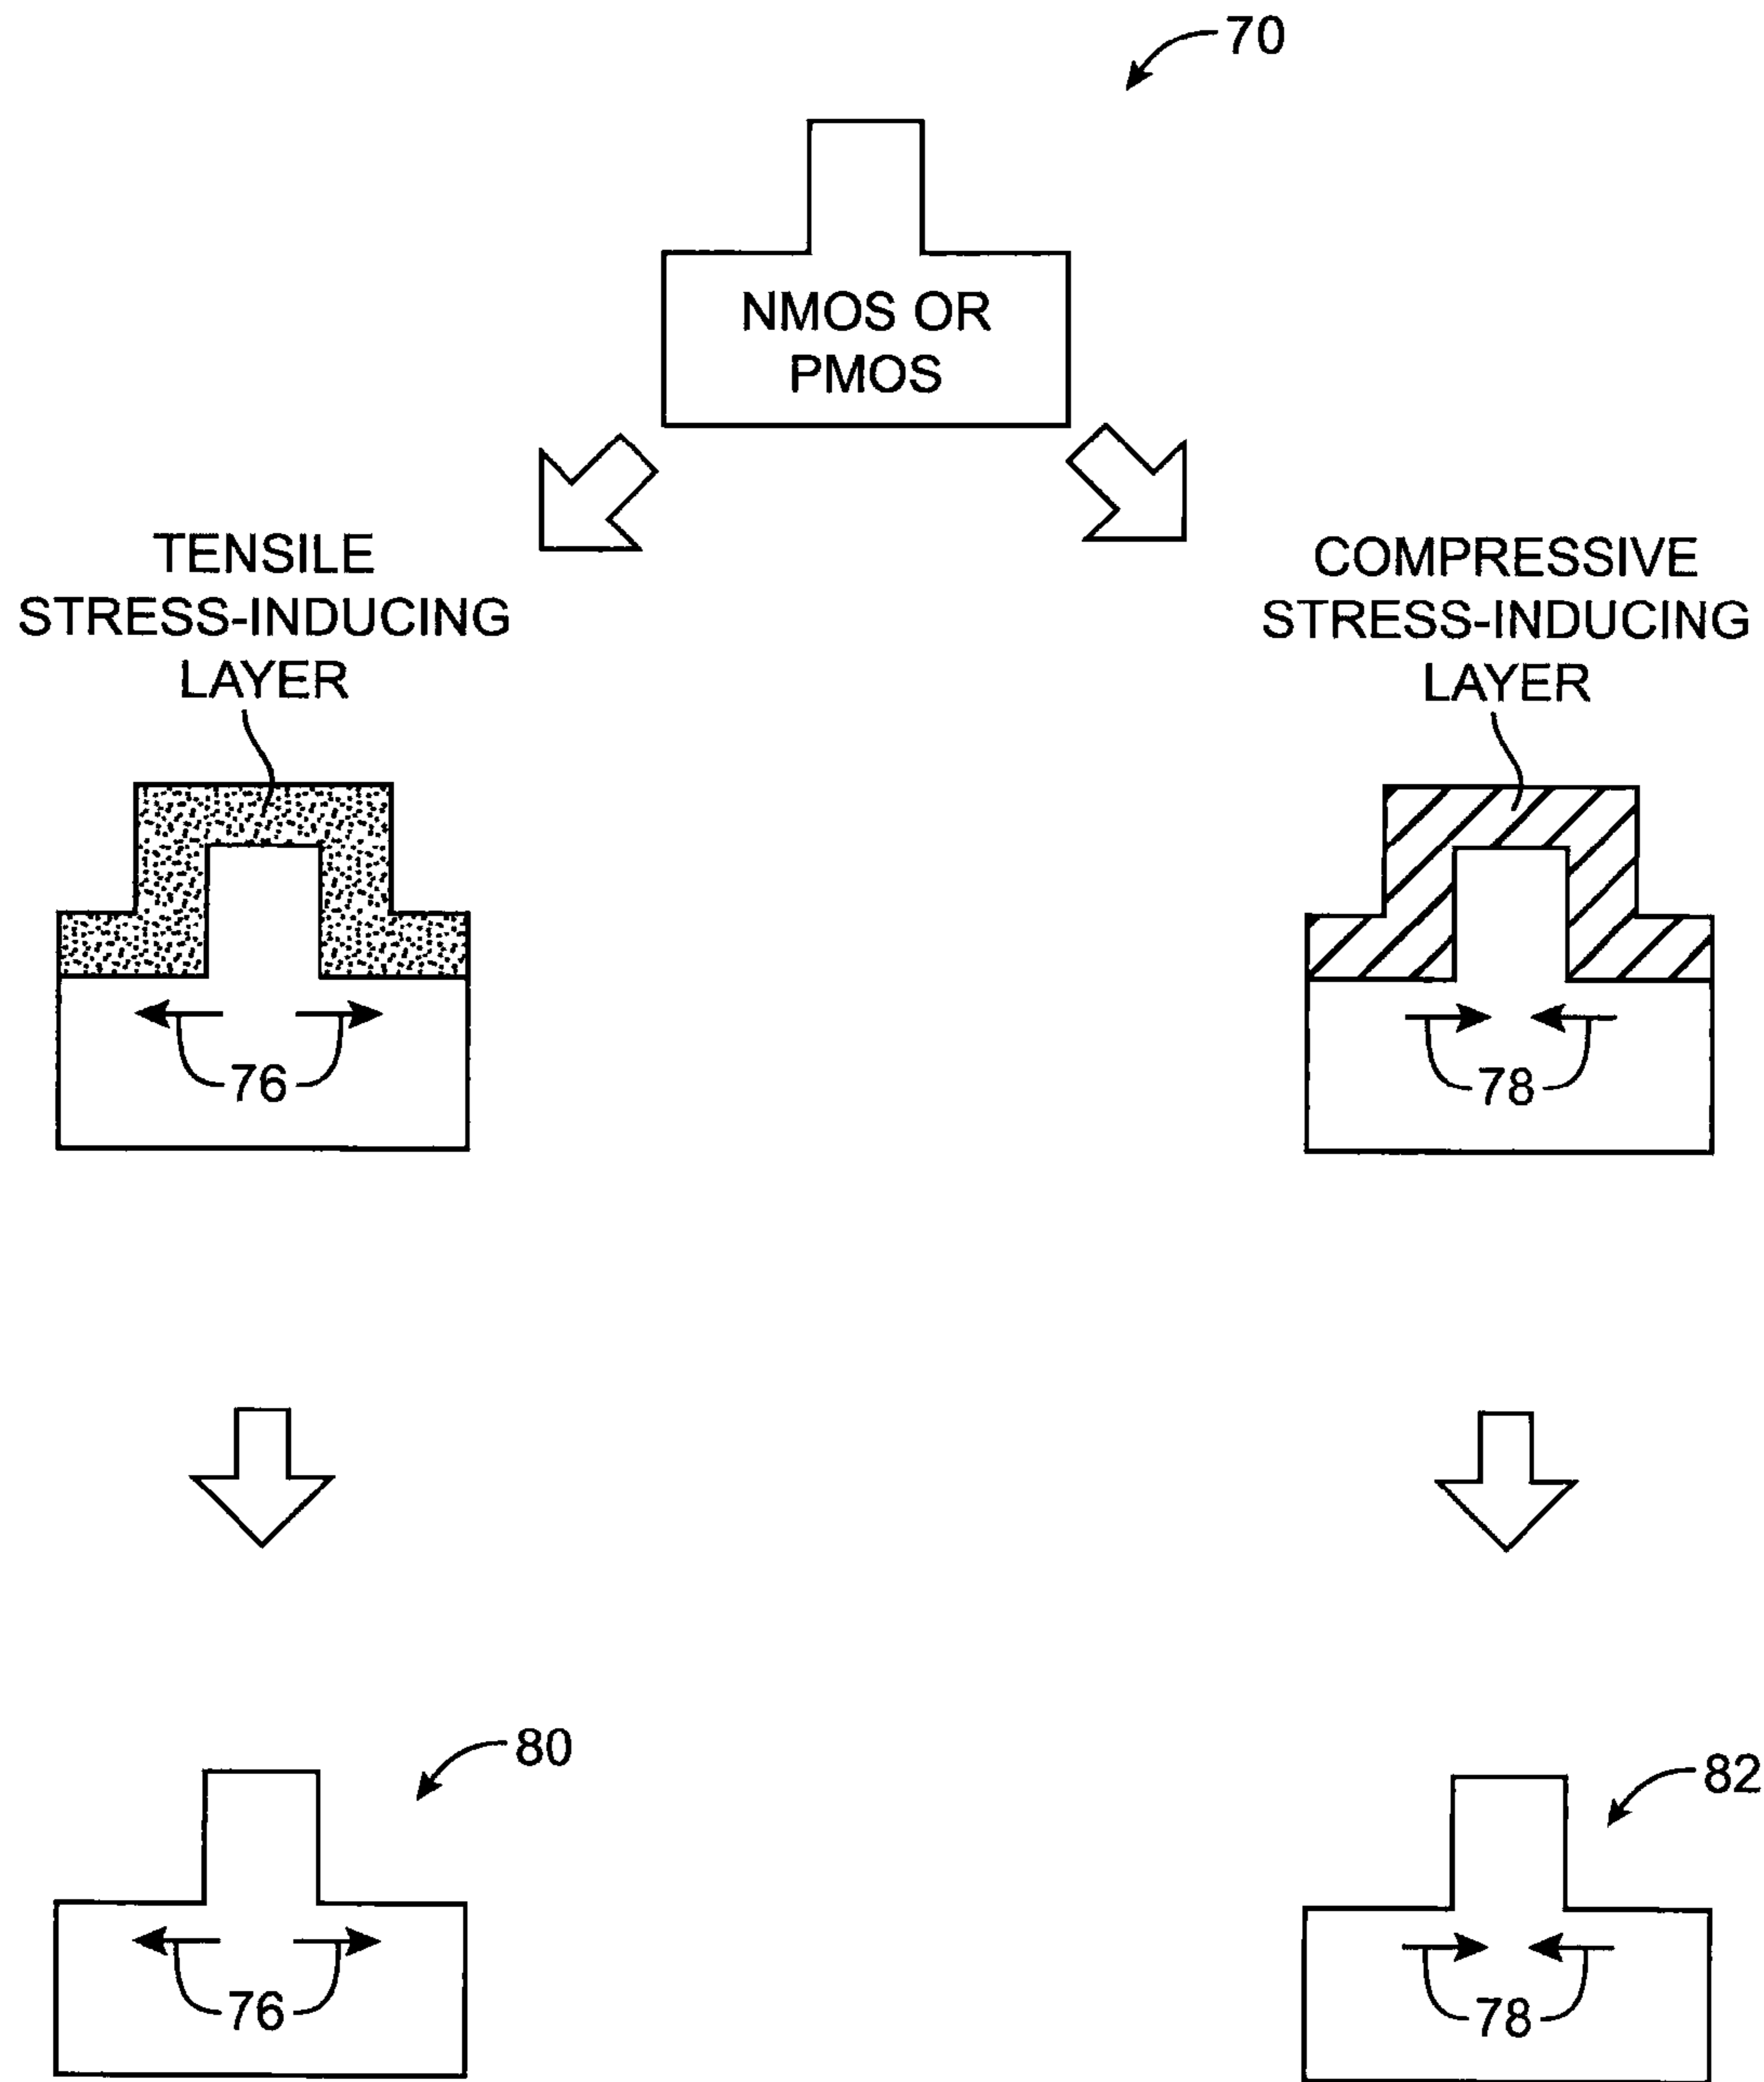 70
NMOS OR
PMOS
TENSILE
STRESS-INDUCING
LAYER
COMPRESSIVE
STRESS-INDUCING
LAYER
76
78
80
82
76
78